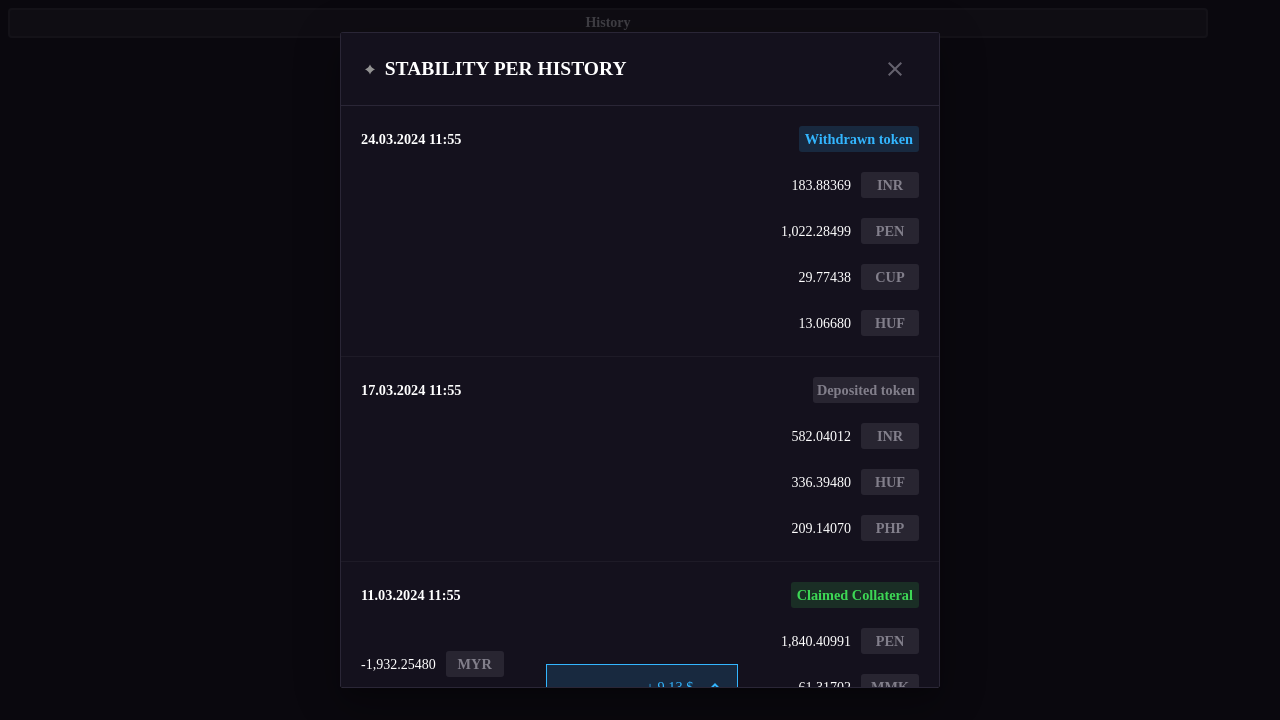 History
STABILITY PER HISTORY
24.03.2024 11:55 Withdrawn token
183.88369 INR
1,022.28499 PEN
29.77438 CUP
13.06680 HUF
17.03.2024 11:55 Deposited token
582.04012 INR
336.39480 HUF
209.14070 PHP
11.03.2024 11:55 Claimed Collateral
1,840.40991 PEN
-1,932.25480 MYR
9.13 $
61.31702 MMK